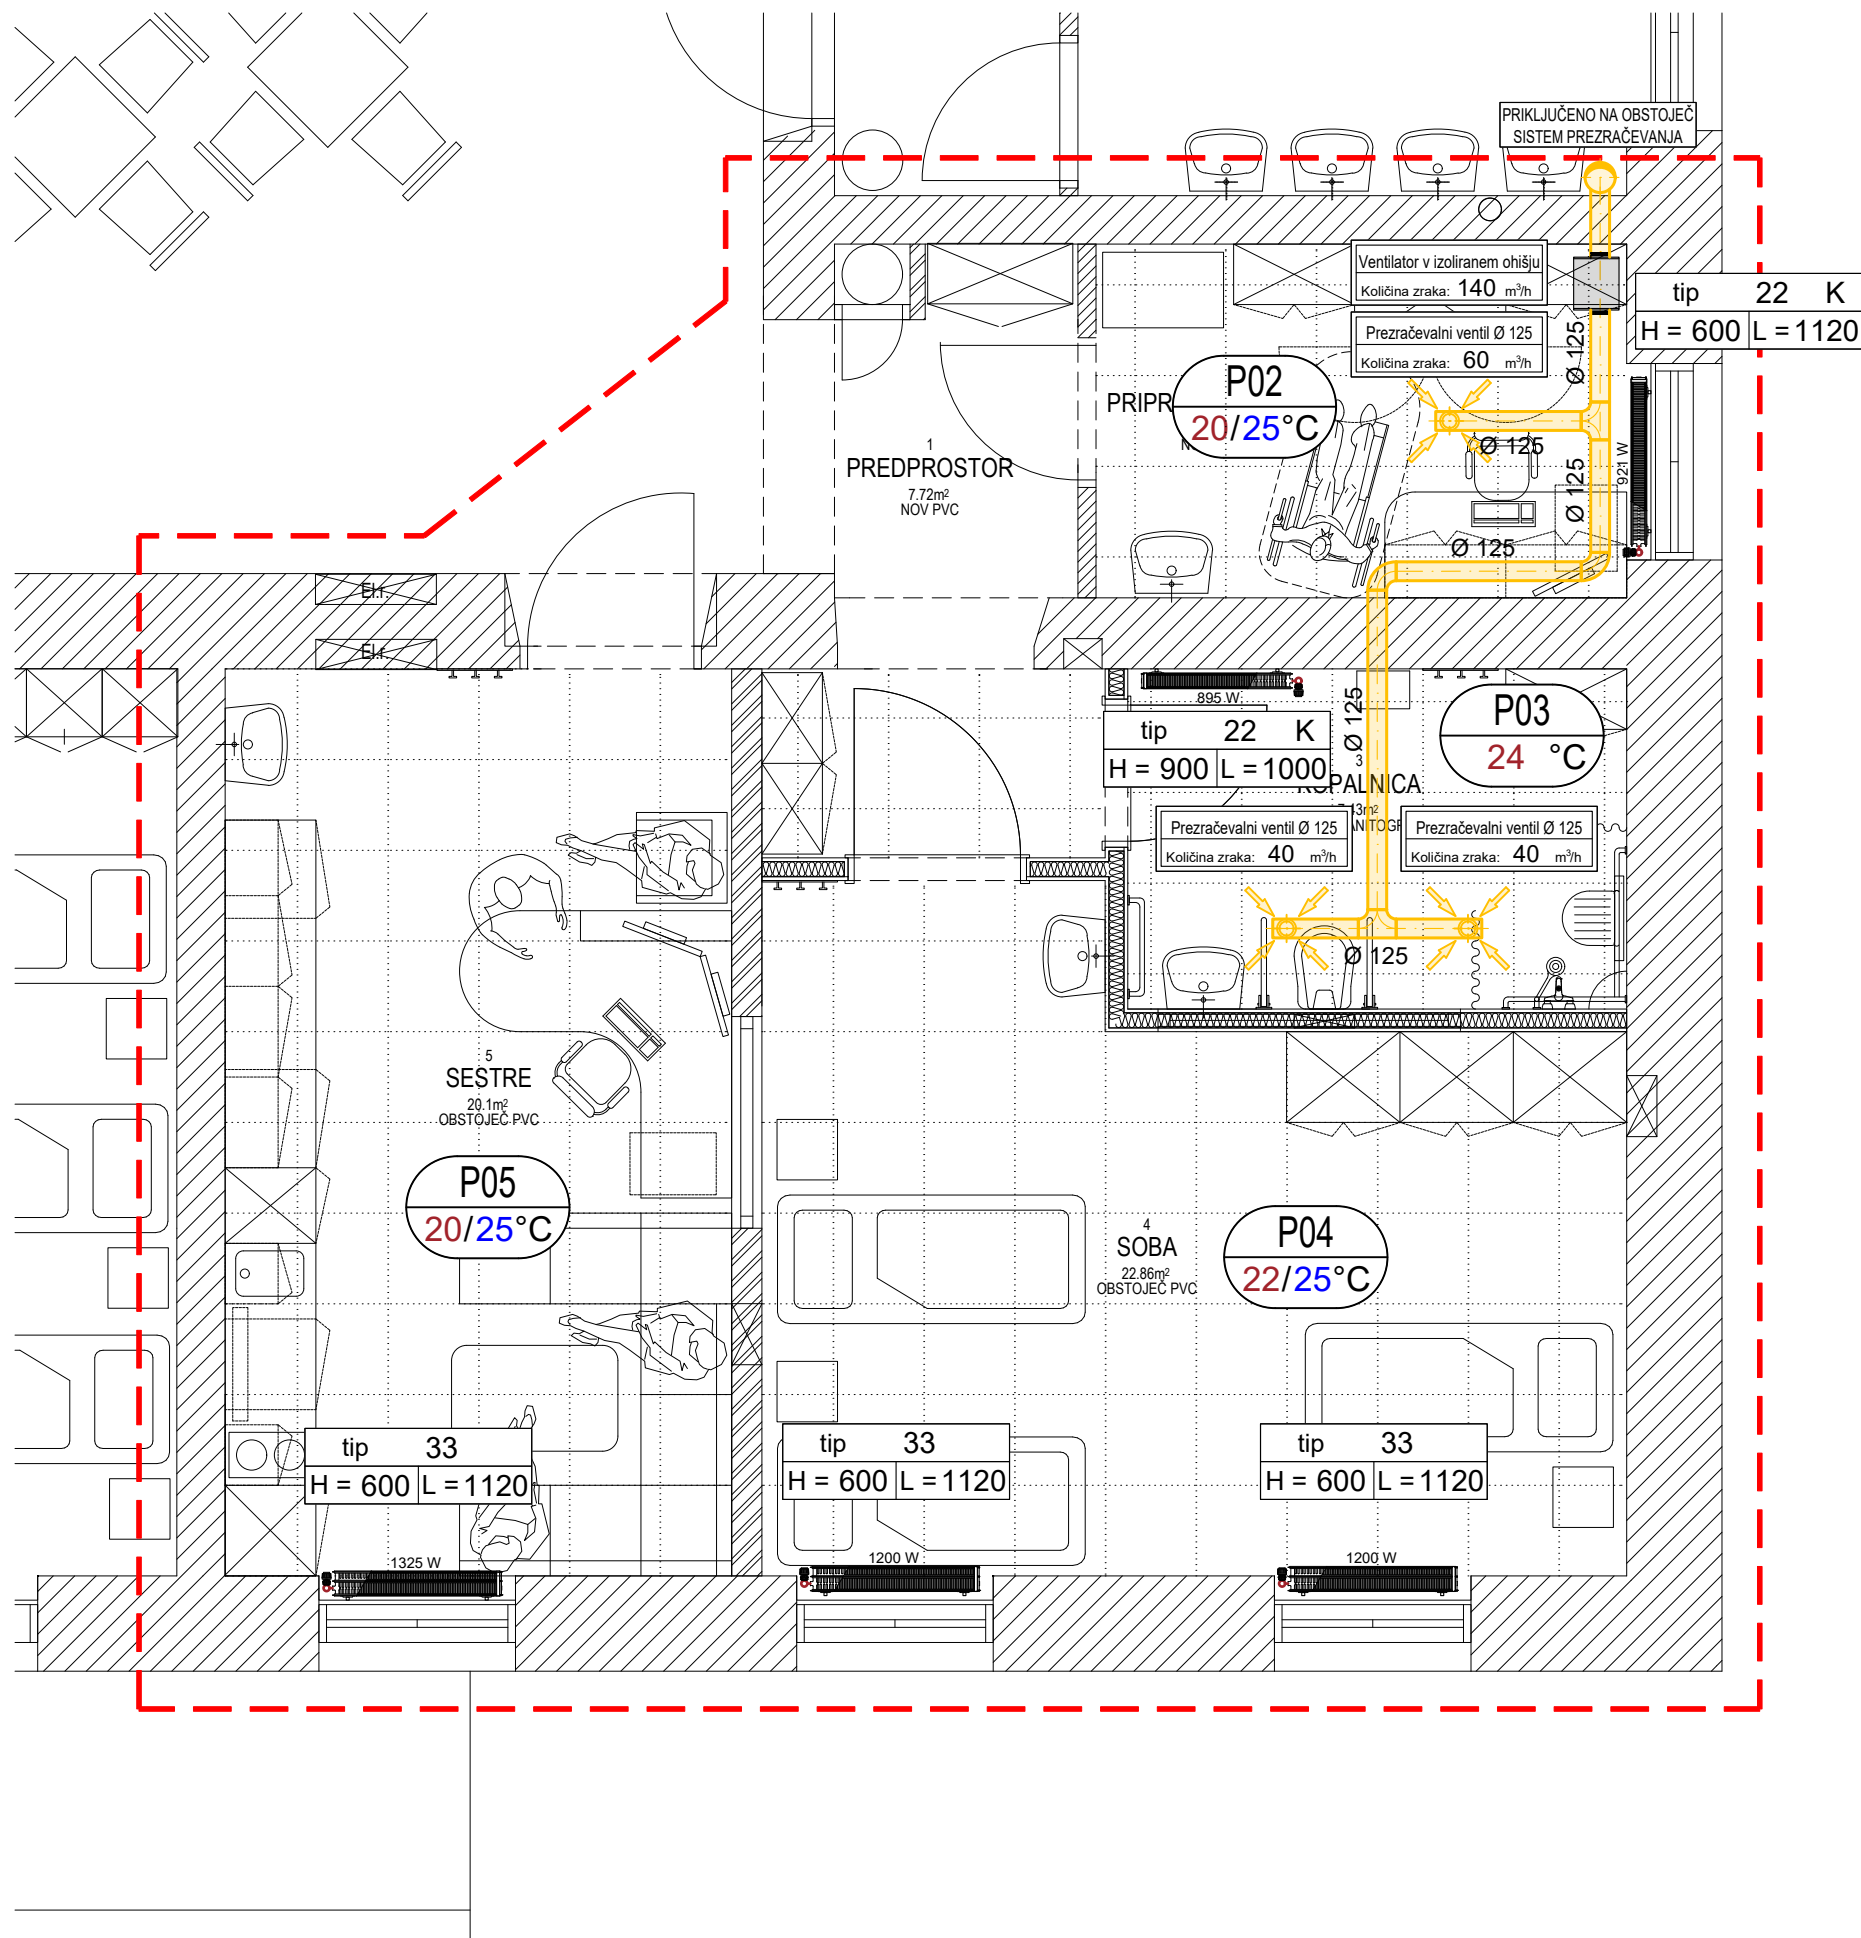 PRIKLJUČENO NA OBSTOJEČ
SISTEM PREZRAČEVANJA
Ventilator v izoliranem ohišju
Količina zraka: 140 m³/h
tip 22 K
H = 600 L = 1120
Prezračevalni ventil Ø 125
Količina zraka: 60 m³/h
Ø 125
P02
20/25°C
PRIPR
1
PREDPROSTOR
7.72m²
NOV PVC
Ø 125
Ø 125
921 W
Ø 125
El.r.
El.r.
895 W
tip 22 K
H = 900 L = 1000
Ø 125
P03
24 °C
3
KOPALNICA
Prezračevalni ventil Ø 125
Količina zraka: 40 m³/h
Prezračevalni ventil Ø 125
Količina zraka: 40 m³/h
Ø 125
5
SESTRE
20.1m²
OBSTOJEČ PVC
P05
20/25°C
4
SOBA
22.86m²
OBSTOJEČ PVC
P04
22/25°C
tip 33
H = 600 L = 1120
tip 33
H = 600 L = 1120
tip 33
H = 600 L = 1120
1325 W
1200 W
1200 W